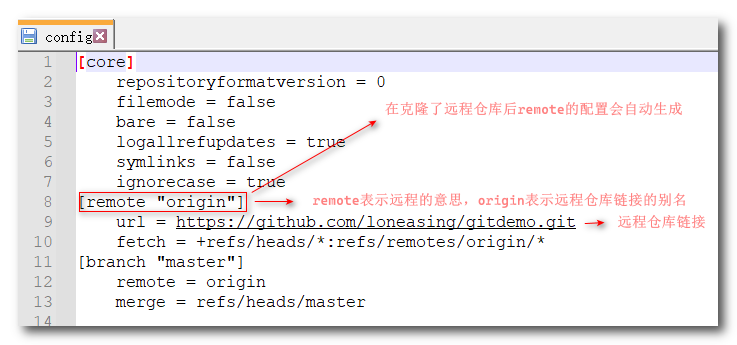 config
1 [core]
2 repositoryformatversion = 0
3 filemode = false
在克隆了远程仓库后remote的配置会自动生成
4 bare = false
5 logallrefupdates = true
6 symlinks = false
7 ignorecase = true
8 [remote "origin"]
remote表示远程的意思，origin表示远程仓库链接的别名
9 url = https://github.com/loneasing/gitdemo.git
远程仓库链接
10 fetch = +refs/heads/*:refs/remotes/origin/*
11 [branch "master"]
12 remote = origin
13 merge = refs/heads/master
14